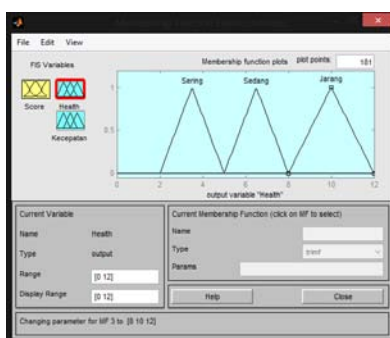 File Edit View
FIS Variables
Score Health
Kecepatan
Membership function plots plot points: 181
Sering Sedang Jarang
1
0.5
0
0 2 4 6 8 10 12
output variable "Health"
Current Variable
Name Health
Type output
Range [0 12]
Display Range [0 12]
Current Membership Function (click on MF to select)
Name
Type trimf
Params
Help Close
Changing parameter for MF 3 to [8 10 12]